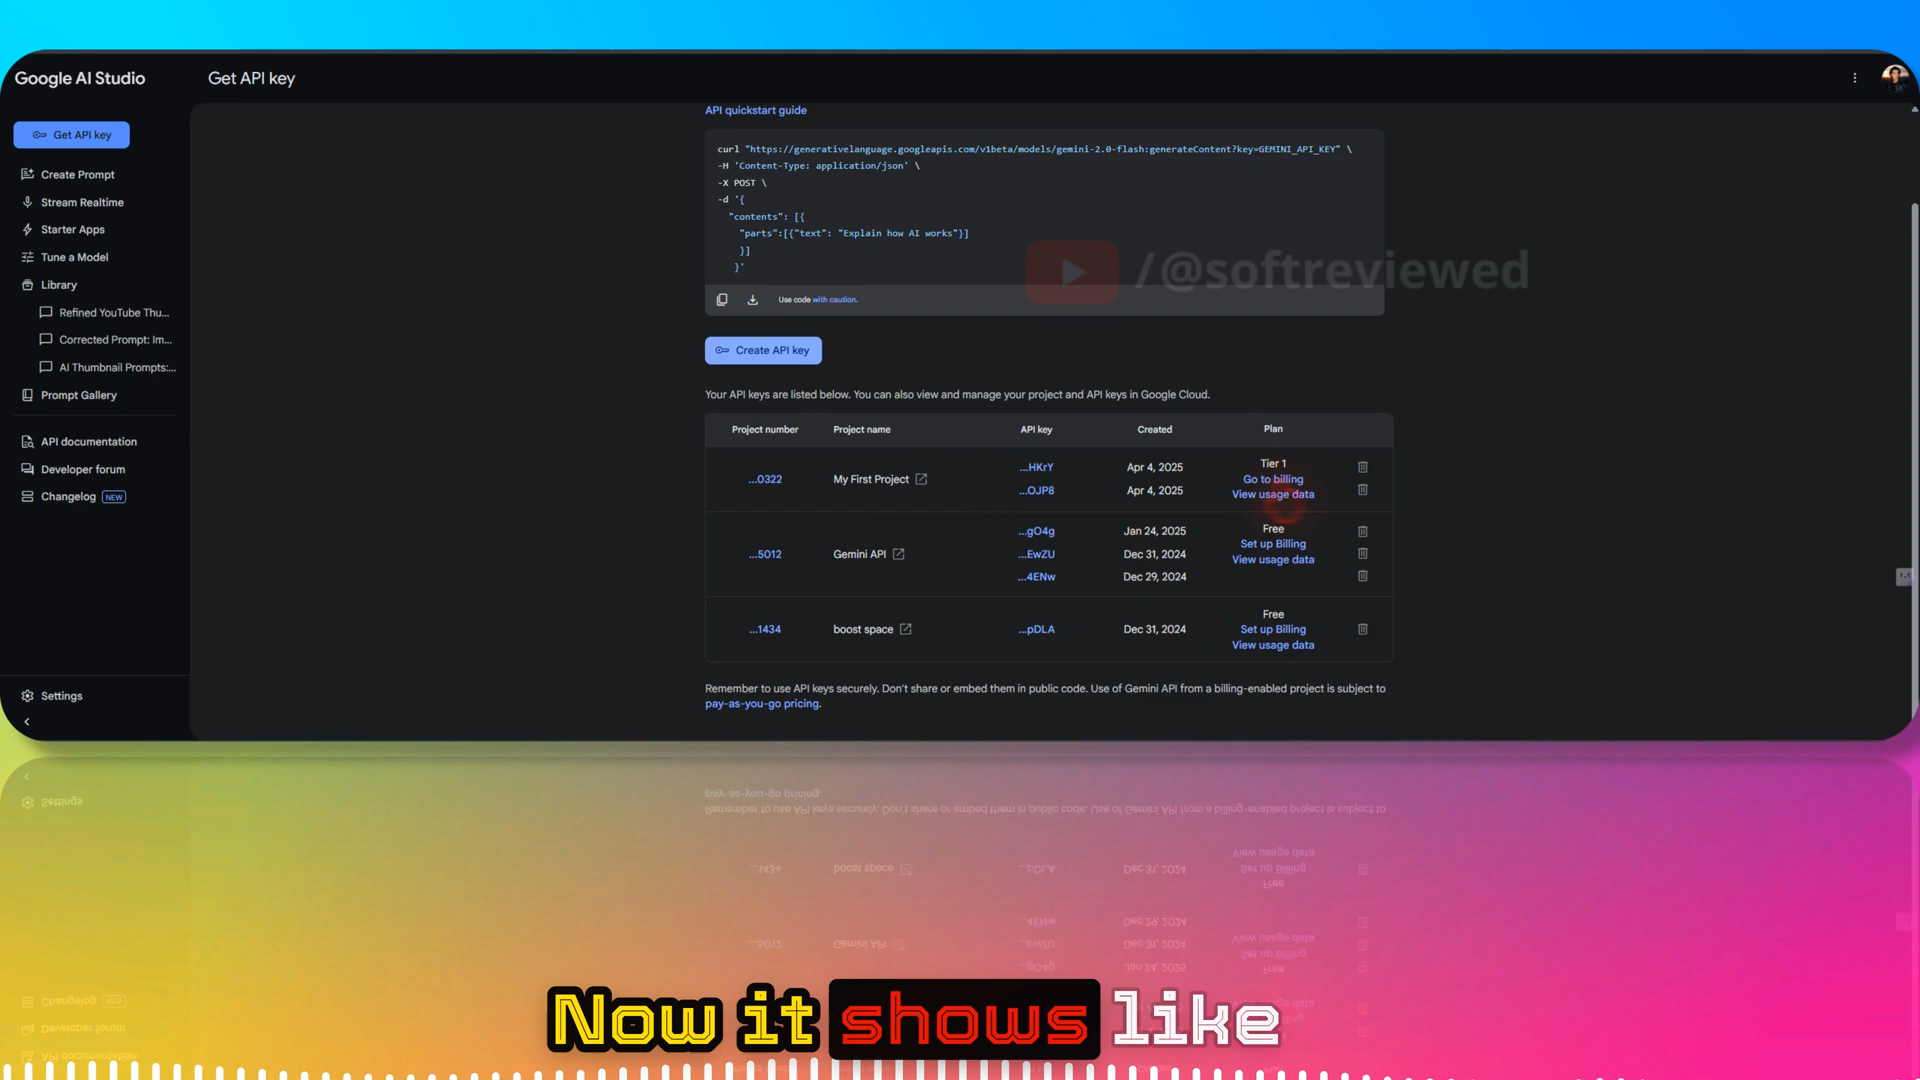 Google AI Studio
Get API key
Get API key
Create Prompt
Stream Realtime
Starter Apps
Tune a Model
Library
Refined YouTube Thu...
Corrected Prompt: Im...
AI Thumbnail Prompts:...
Prompt Gallery
API documentation
Developer forum
Changelog NEW
Settings
API quickstart guide
curl "https://generativelanguage.googleapis.com/v1beta/models/gemini-2.0-flash:generateContent?key=GEMINI_API_KEY" \
-H 'Content-Type: application/json' \
-X POST \
-d '{
"contents": [{
"parts":[{"text": "Explain how AI works"}]
}]
}'
/@softreviewed
Use code with caution.
Create API key
Your API keys are listed below. You can also view and manage your project and API keys in Google Cloud.
Project number Project name API key Created Plan
...0322 My First Project ...HKrY Apr 4, 2025 Tier 1
Go to billing
...OJP8 Apr 4, 2025 View usage data
...5012 Gemini API ...gO4g Jan 24, 2025 Free
...EwZU Dec 31, 2024 Set up Billing
...4ENw Dec 29, 2024 View usage data
...1434 boost space ...pDLA Dec 31, 2024 Free
Set up Billing
View usage data
Remember to use API keys securely. Don't share or embed them in public code. Use of Gemini API from a billing-enabled project is subject to
pay-as-you-go pricing.
Now it shows like